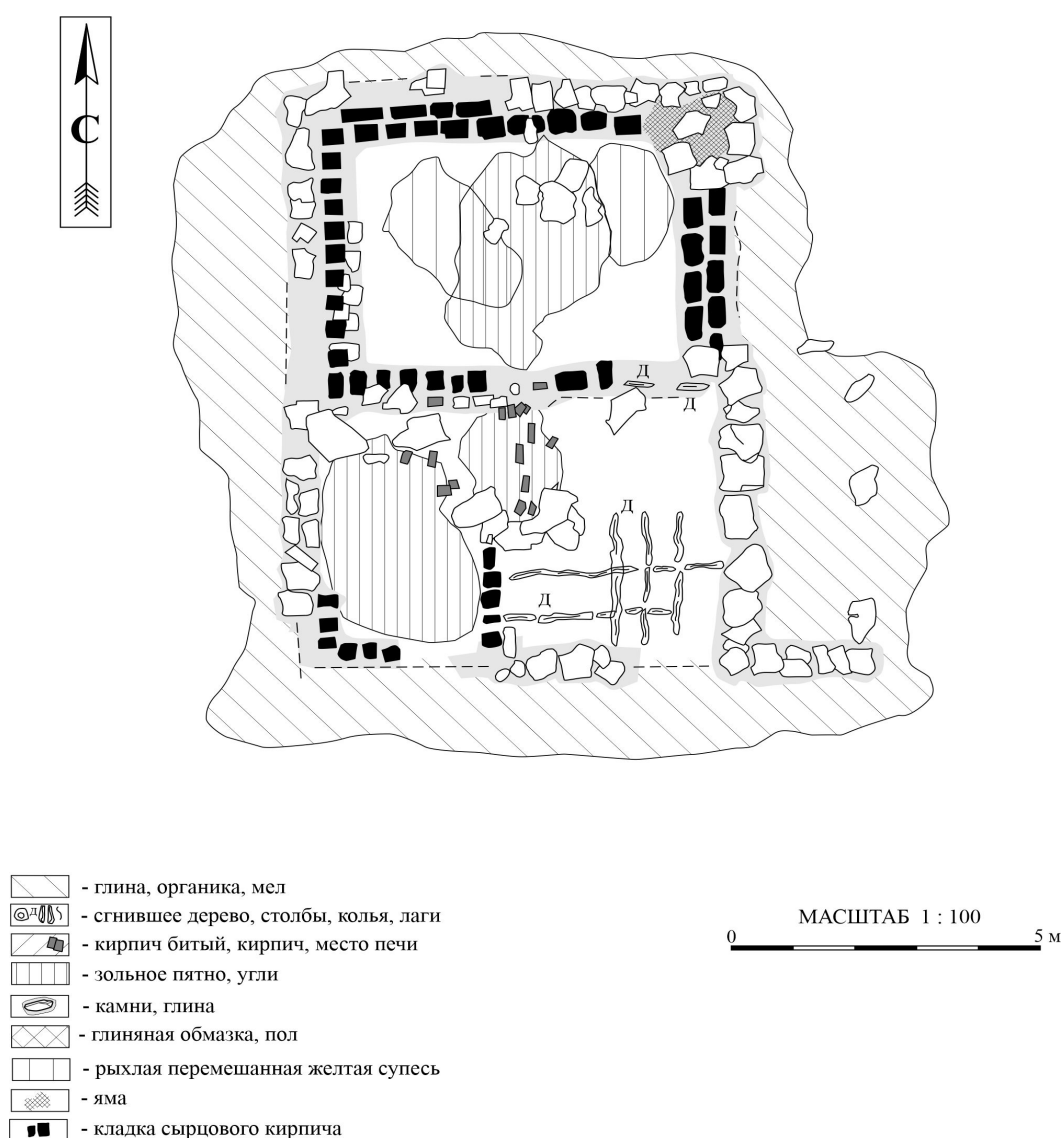 С
Д
Д
Д
Д
- глина, органика, мел
Д - сгнившее дерево, столбы, колья, лаги
- кирпич битый, кирпич, место печи
- зольное пятно, угли
- камни, глина
- глиняная обмазка, пол
- рыхлая перемешанная желтая супесь
- яма
- кладка сырцового кирпича
МАСШТАБ 1 : 100
0 5 м